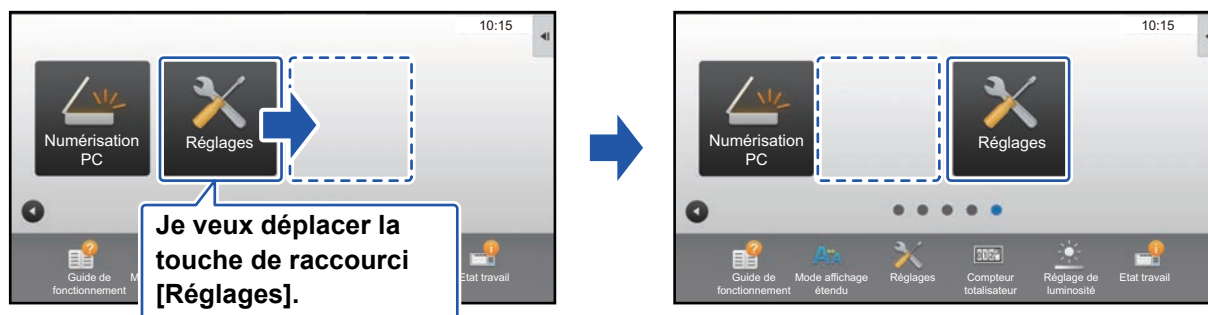 10:15
Numérisation
PC
Réglages
Je veux déplacer la
touche de raccourci
[Réglages].
Guide de
fonctionnement
M
Etat travail
10:15
Numérisation
PC
Réglages
Guide de
fonctionnement
Mode affichage
étendu
Réglages
Compteur
totalisateur
Réglage de
luminosité
Etat travail